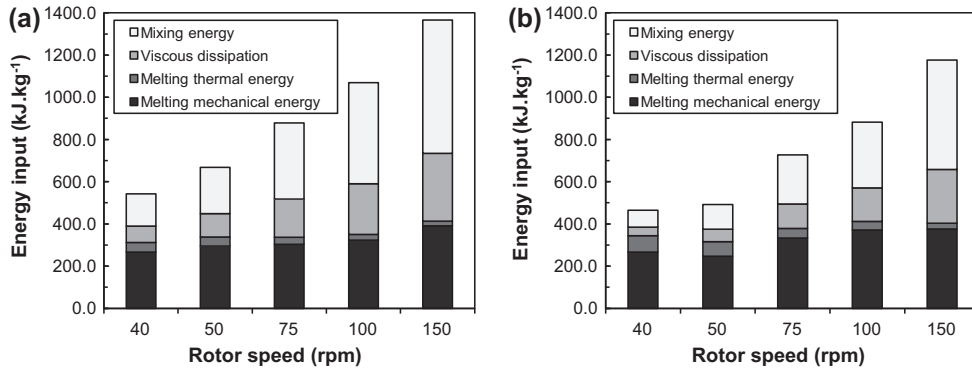 (a)
Energy input (kJ.kg-1)
1400.0
1200.0
1000.0
800.0
600.0
400.0
200.0
0.0
Mixing energy
Viscous dissipation
Melting thermal energy
Melting mechanical energy
40 50 75 100 150
Rotor speed (rpm)
(b)
Energy input (kJ.kg-1)
1400.0
1200.0
1000.0
800.0
600.0
400.0
200.0
0.0
Mixing energy
Viscous dissipation
Melting thermal energy
Melting mechanical energy
40 50 75 100 150
Rotor speed (rpm)